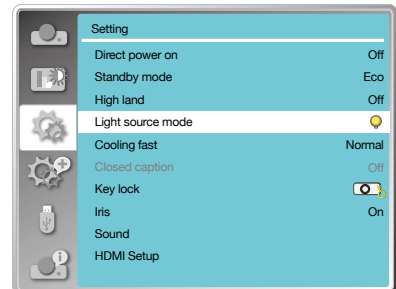 Setting
Direct power on Off
Standby mode Eco
High land Off
Light source mode
Cooling fast Normal
Closed caption Off
Key lock
Iris On
Sound
HDMI Setup